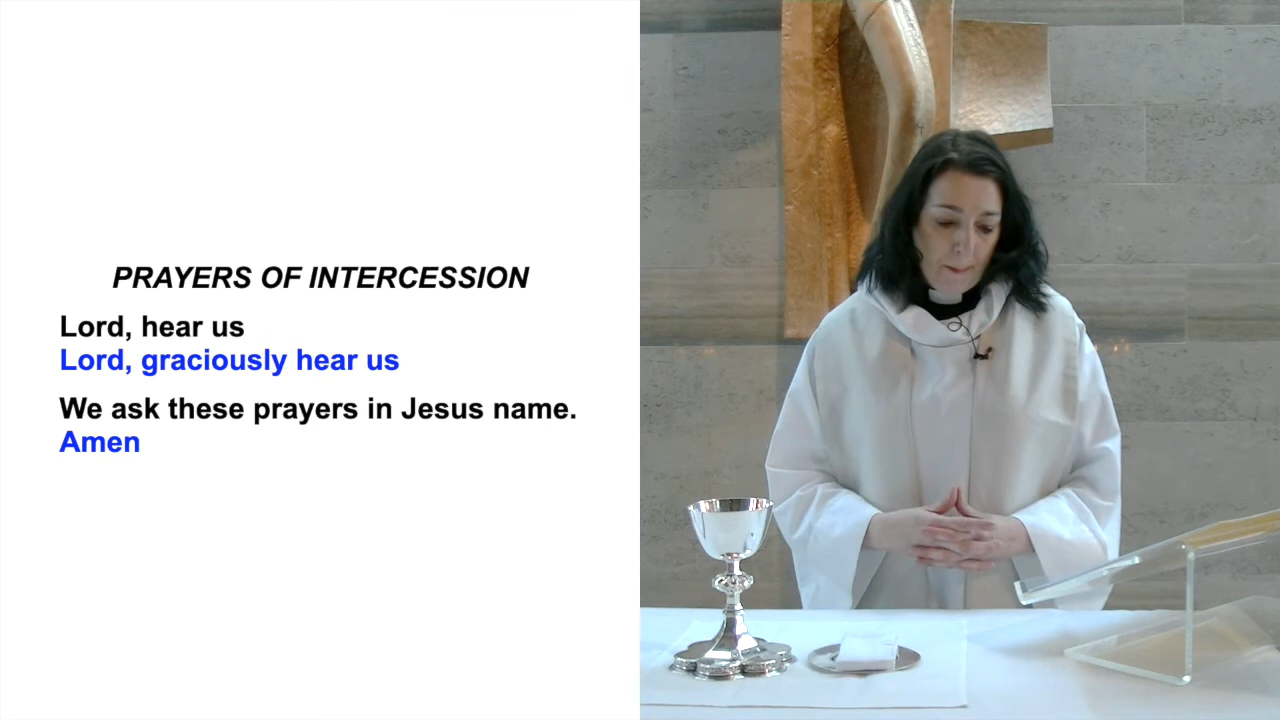 PRAYERS OF INTERCESSION
Lord, hear us
Lord, graciously hear us
We ask these prayers in Jesus name.
Amen